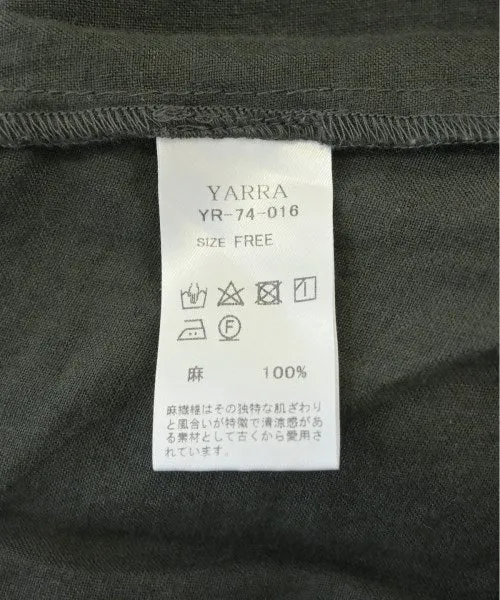 YARRA
YR-74-016
SIZE FREE
F
麻 100%
麻繊維はその独特な肌ざわり
と風合いが特徴で清涼感があ
る素材として古くから愛用さ
れています。